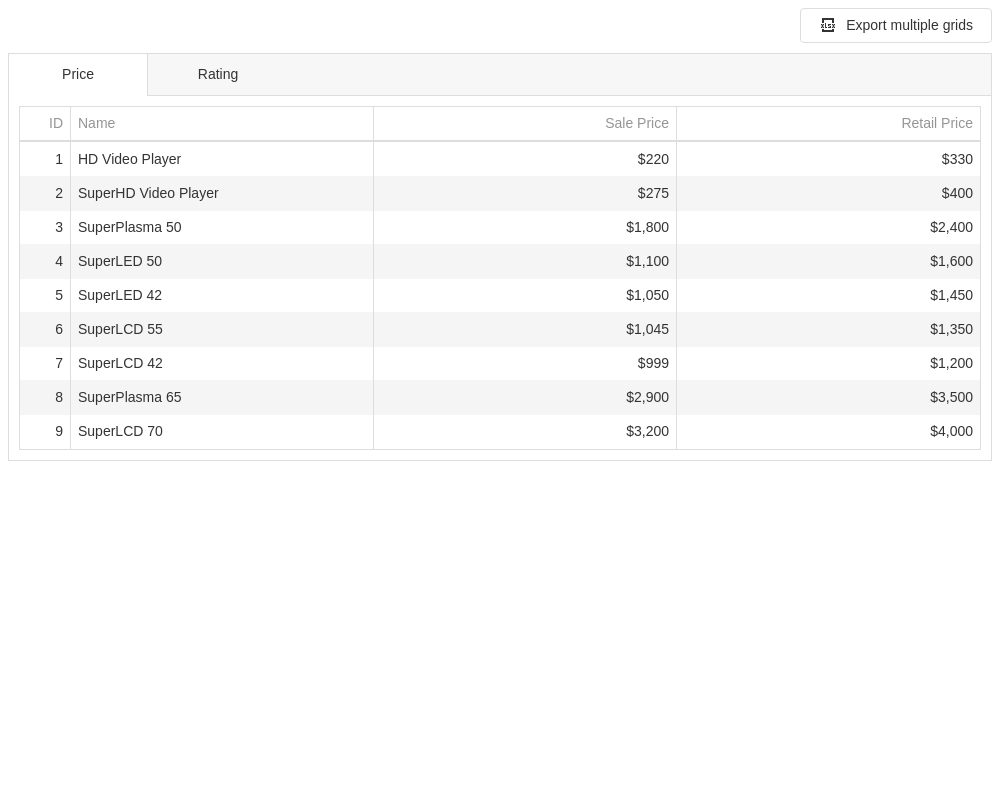 xlsx Export multiple grids
Price Rating
ID Name Sale Price Retail Price
1 HD Video Player $220 $330
2 SuperHD Video Player $275 $400
3 SuperPlasma 50 $1,800 $2,400
4 SuperLED 50 $1,100 $1,600
5 SuperLED 42 $1,050 $1,450
6 SuperLCD 55 $1,045 $1,350
7 SuperLCD 42 $999 $1,200
8 SuperPlasma 65 $2,900 $3,500
9 SuperLCD 70 $3,200 $4,000